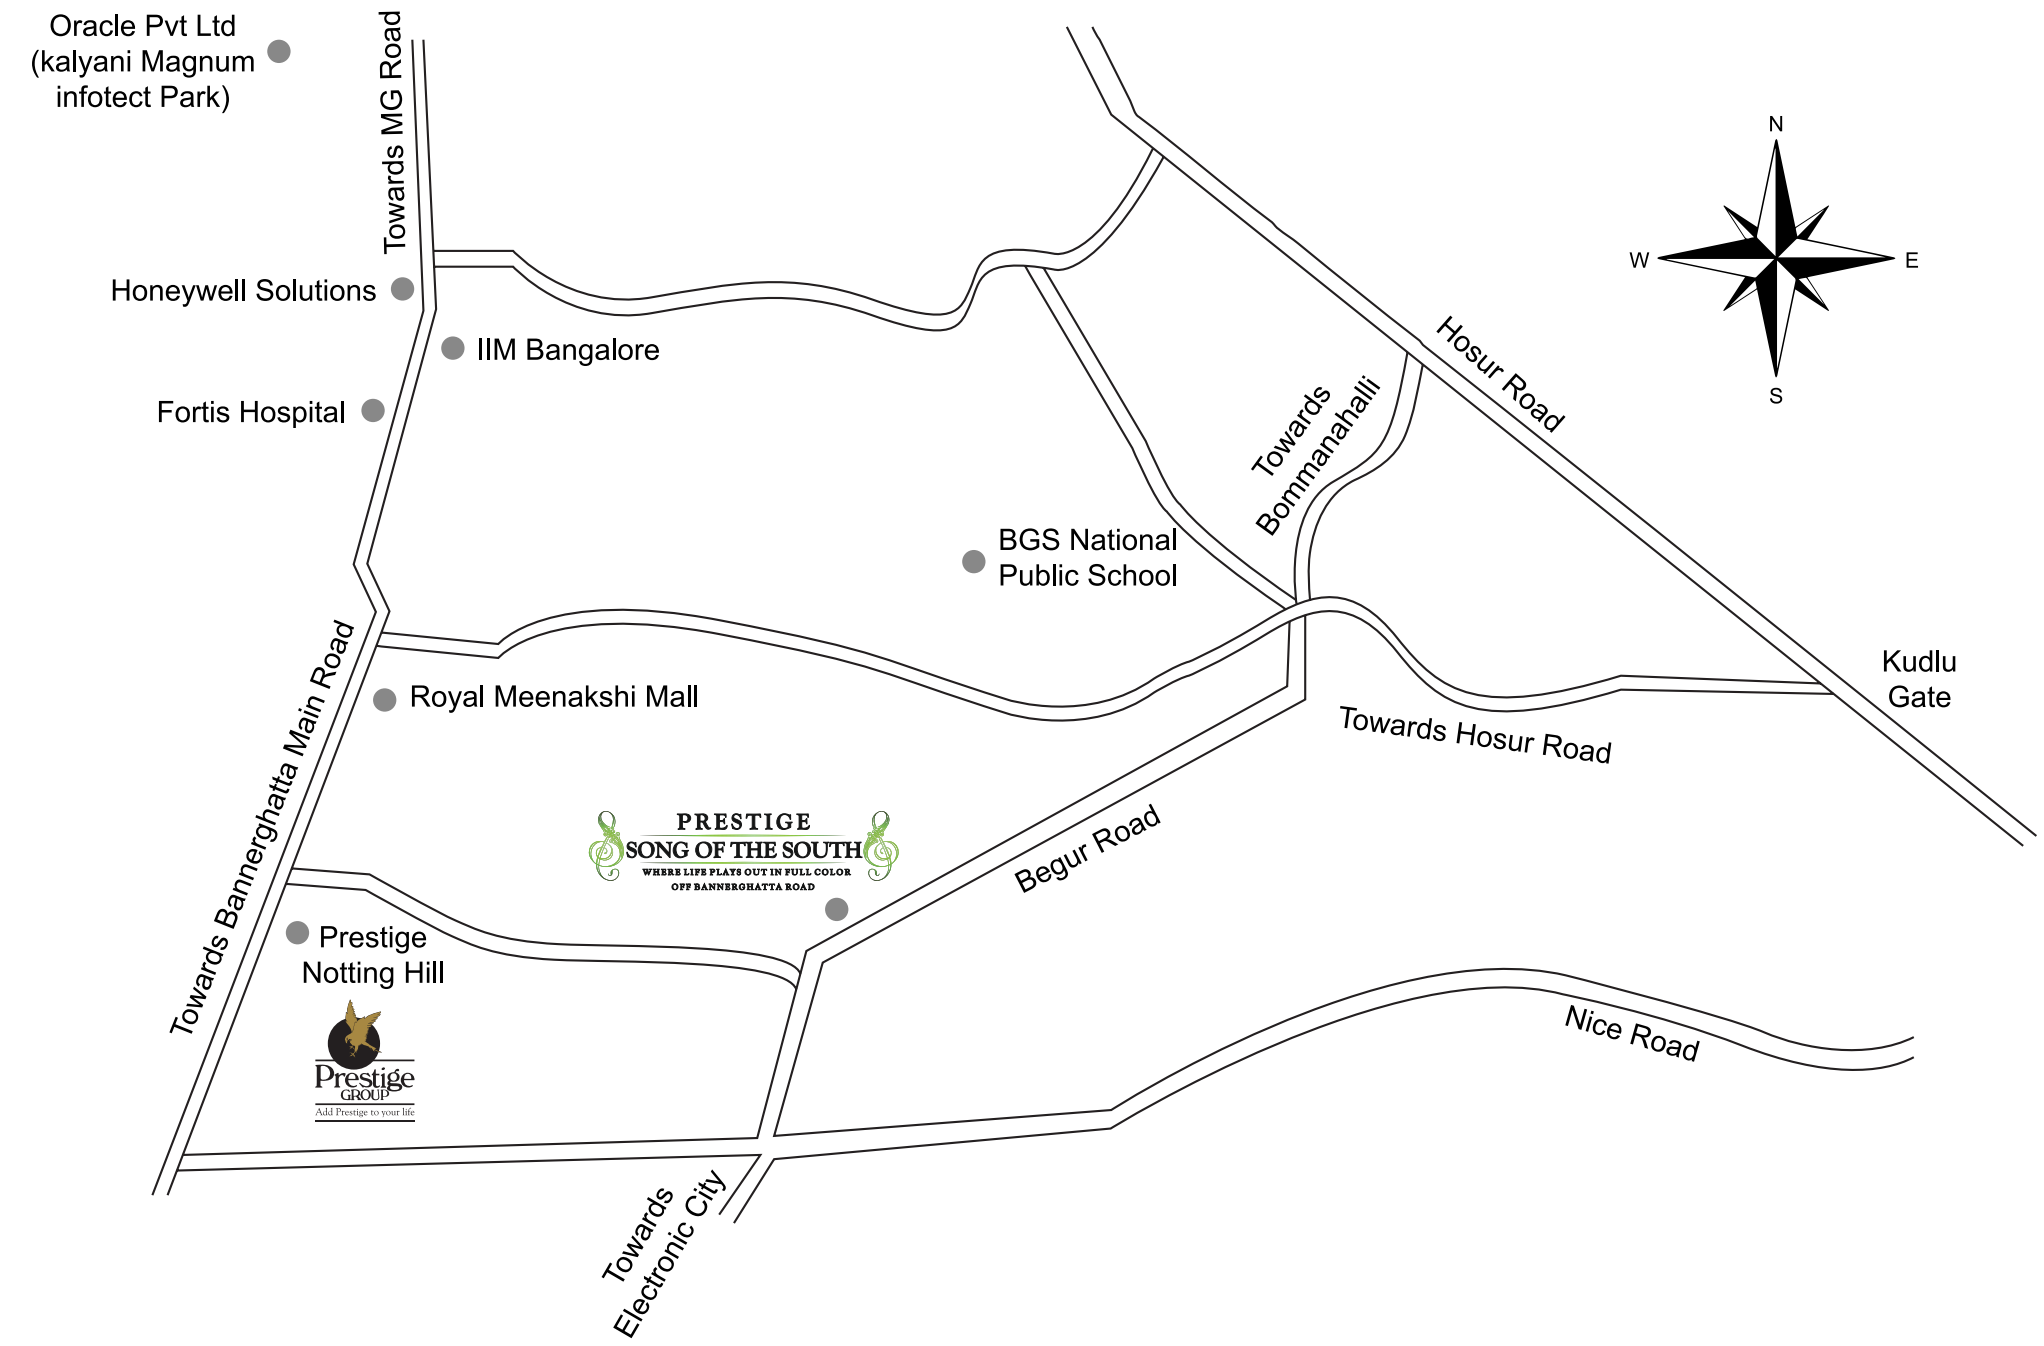 Oracle Pvt Ltd
(kalyani Magnum
infotect Park)
Towards MG Road
N
W
E
S
Honeywell Solutions
IIM Bangalore
Fortis Hospital
Hosur Road
Towards
Bommanahalli
BGS National
Public School
Kudlu
Gate
Towards Bannerghatta Main Road
Royal Meenakshi Mall
Towards Hosur Road
PRESTIGE
SONG OF THE SOUTH
WHERE LIFE PLAYS OUT IN FULL COLOR
OFF BANNERGHATTA ROAD
Begur Road
Prestige
Notting Hill
Prestige
GROUP
Add Prestige to your life
Nice Road
Towards
Electronic City